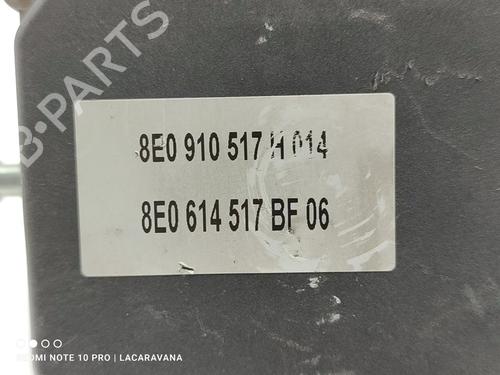 B-PARTS
8E0 910 517 H 014
8E0 614 517 BF 06
REDMI NOTE 10 PRO | LACARAVANA